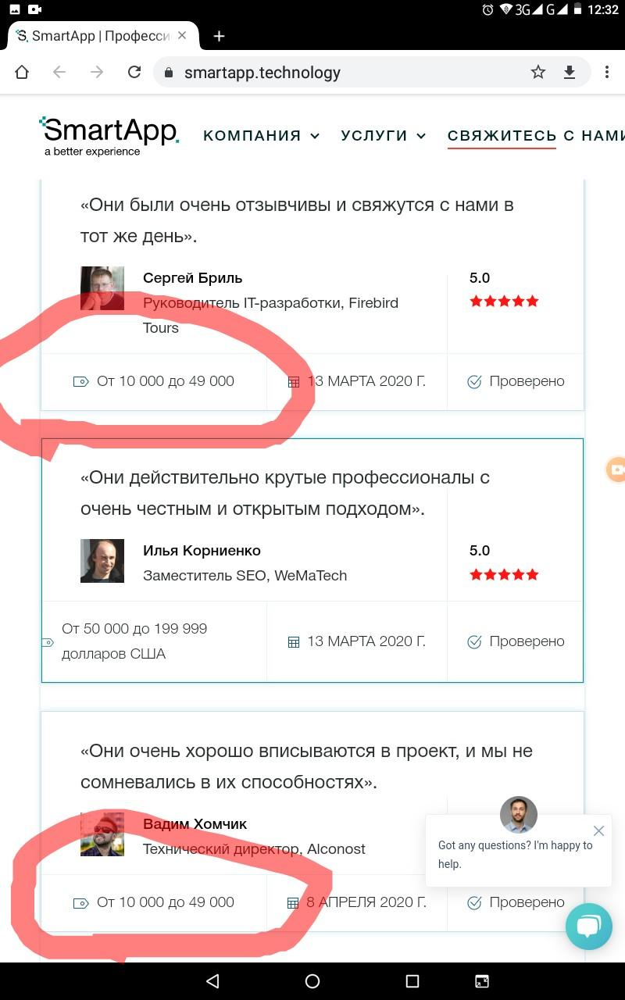 3G G 12:32
SmartApp | Професси
smartapp.technology
SmartApp.
a better experience
КОМПАНИЯ УСЛУГИ СВЯЖИТЕСЬ С НАМИ
«Они были очень отзывчивы и свяжутся с нами в
тот же день».
Сергей Бриль 5.0
Руководитель IT-разработки, Firebird
Tours
От 10 000 до 49 000 13 МАРТА 2020 Г. Проверено
«Они действительно крутые профессионалы с
очень честным и открытым подходом».
Илья Корниенко 5.0
Заместитель SEO, WeMaTech
От 50 000 до 199 999
долларов США
13 МАРТА 2020 Г. Проверено
«Они очень хорошо вписываются в проект, и мы не
сомневались в их способностях».
Вадим Хомчик
Технический директор, Alconost
Got any questions? I'm happy to
help.
От 10 000 до 49 000 8 АПРЕЛЯ 2020 Г. Проверено